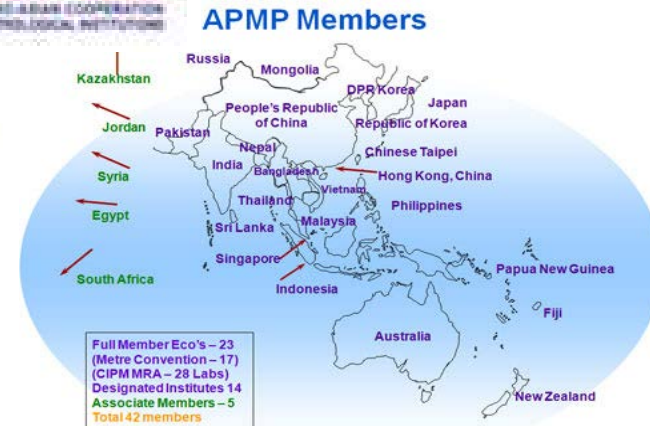 APMP Members
Russia
Mongolia
Kazakhstan
DPR Korea
Japan
People's Republic
of China
Republic of Korea
Jordan
Pakistan
Nepal
Chinese Taipei
India
Bangladesh
Hong Kong, China
Syria
Vietnam
Thailand
Philippines
Egypt
Sri Lanka
Malaysia
Singapore
Papua New Guinea
South Africa
Indonesia
Fiji
Australia
Full Member Eco's – 23
(Metre Convention – 17)
(CIPM MRA – 28 Labs)
Designated Institutes 14
Associate Members – 5
Total 42 members
New Zealand